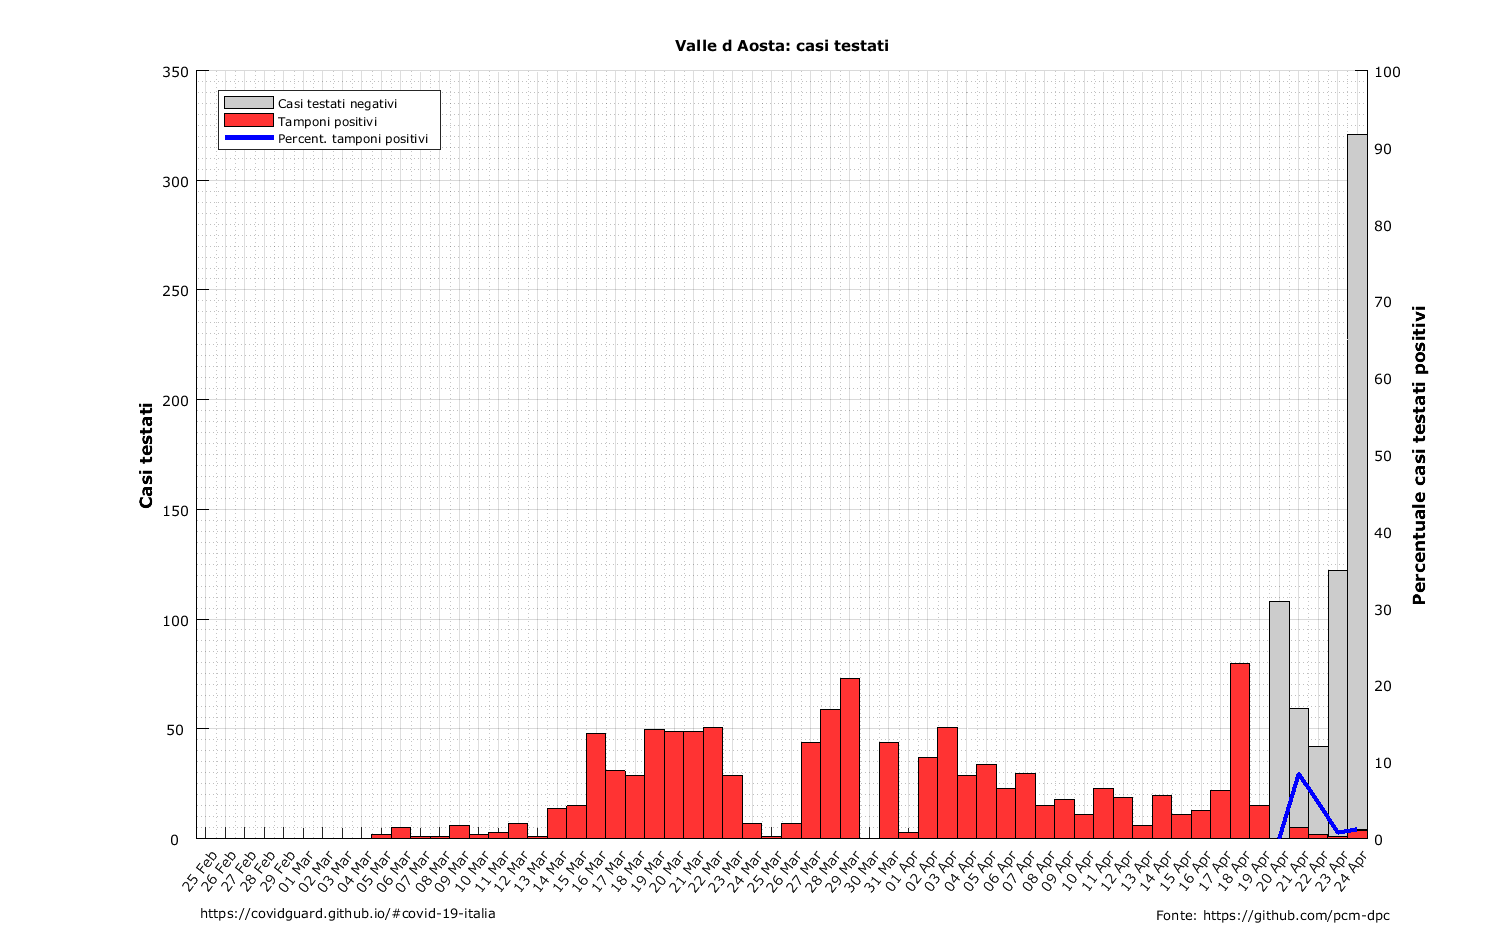 Valle d Aosta: casi testati
Casi testati negativi
Tamponi positivi
Percent. tamponi positivi
Casi testati
350
300
250
200
150
100
50
0
100
90
80
70
60
50
40
30
20
10
0
Percentuale casi testati positivi
25 Feb
26 Feb
27 Feb
28 Feb
29 Feb
01 Mar
02 Mar
03 Mar
04 Mar
05 Mar
06 Mar
07 Mar
08 Mar
09 Mar
10 Mar
11 Mar
12 Mar
13 Mar
14 Mar
15 Mar
16 Mar
17 Mar
18 Mar
19 Mar
20 Mar
21 Mar
22 Mar
23 Mar
24 Mar
25 Mar
26 Mar
27 Mar
28 Mar
29 Mar
30 Mar
31 Mar
01 Apr
02 Apr
03 Apr
04 Apr
05 Apr
06 Apr
07 Apr
08 Apr
09 Apr
10 Apr
11 Apr
12 Apr
13 Apr
14 Apr
15 Apr
16 Apr
17 Apr
18 Apr
19 Apr
20 Apr
21 Apr
22 Apr
23 Apr
24 Apr
https://covidguard.github.io/#covid-19-italia
Fonte: https://github.com/pcm-dpc